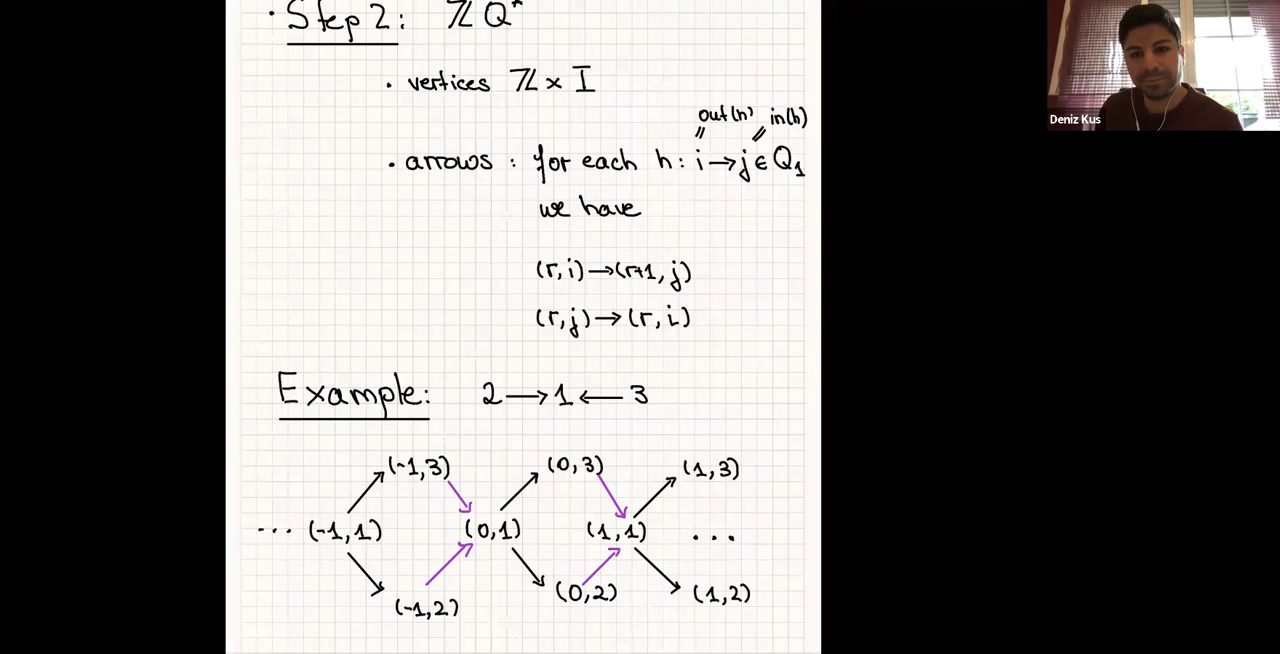 · Step 2: ℤQ*
· vertices ℤ × I
out(h) in(h)
· arrows : for each h: i → j ∈ Q₁
we have
(r, i) → (r+1, j)
(r, j) → (r, i)
Example: 2 → 1 ← 3
(-1,3) (0,3) (1,3)
... (-1,1) (0,1) (1,1) ...
(-1,2) (0,2) (1,2)
Deniz Kus